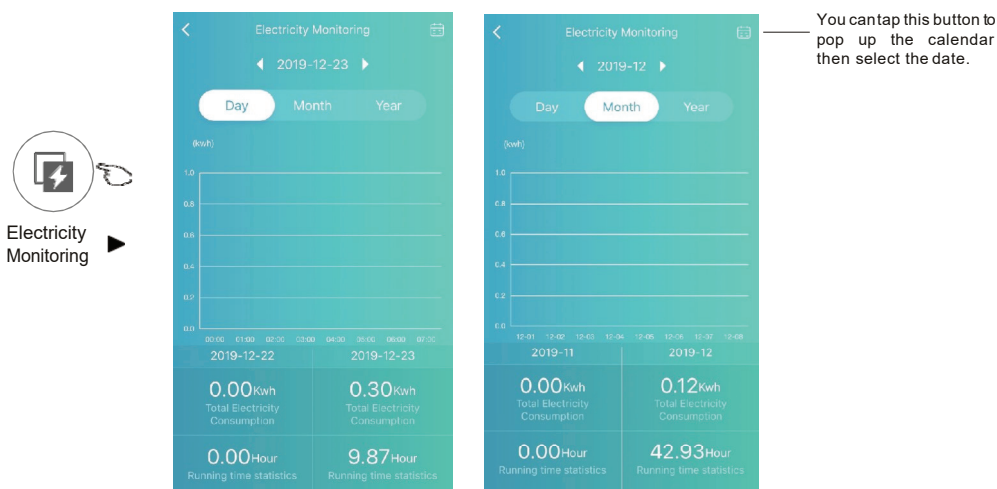 Electricity
Monitoring
Electricity Monitoring
2019-12-23
Day Month Year
(kwh)
1.0
0.8
0.6
0.4
0.2
0.0
00:00 01:00 02:00 03:00 04:00 05:00 06:00 07:00
2019-12-22 2019-12-23
0.00Kwh 0.30Kwh
Total Electricity Total Electricity
Consumption Consumption
0.00Hour 9.87Hour
Running time statistics Running time statistics
Electricity Monitoring
2019-12
Day Month Year
(kwh)
1.0
0.8
0.6
0.4
0.2
0.0
12-01 12-02 12-03 12-04 12-05 12-06 12-07 12-08
2019-11 2019-12
0.00Kwh 0.12Kwh
Total Electricity Total Electricity
Consumption Consumption
0.00Hour 42.93Hour
Running time statistics Running time statistics
You can tap this button to
pop up the calendar
then select the date.